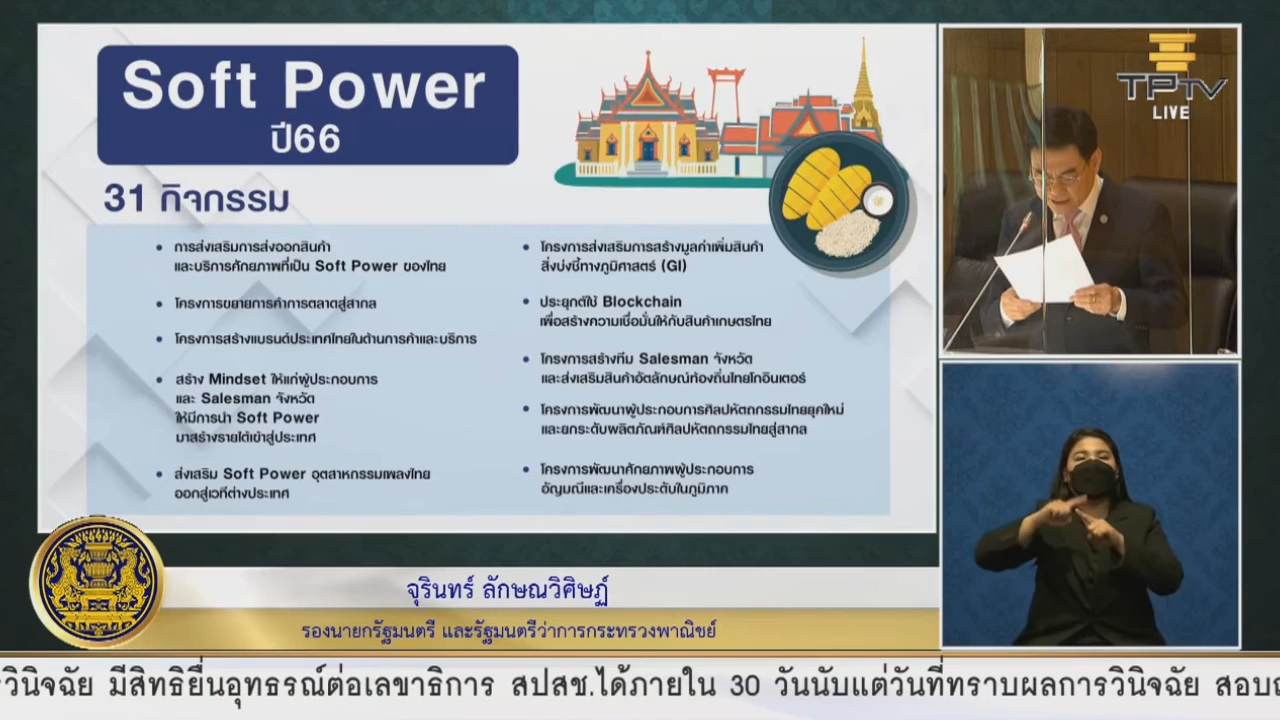 Soft Power
ปี66
31 กิจกรรม
• การส่งเสริมการส่งออกสินค้า
และบริการศักยภาพที่เป็น Soft Power ของไทย
• โครงการขยายการค้าการตลาดสู่สากล
• โครงการสร้างแบรนด์ประเทศไทยในด้านการค้าและบริการ
• สร้าง Mindset ให้แก่ผู้ประกอบการ
และ Salesman จังหวัด
ให้มีการนำ Soft Power
มาสร้างรายได้เข้าสู่ประเทศ
• ส่งเสริม Soft Power อุตสาหกรรมเพลงไทย
ออกสู่เวทีต่างประเทศ
• โครงการส่งเสริมการสร้างมูลค่าเพิ่มสินค้า
สิ่งบ่งชี้ทางภูมิศาสตร์ (GI)
• ประยุกต์ใช้ Blockchain
เพื่อสร้างความเชื่อมั่นให้กับสินค้าเกษตรไทย
• โครงการสร้างทีม Salesman จังหวัด
และส่งเสริมสินค้าอัตลักษณ์ท้องถิ่นไทยโกอินเตอร์
• โครงการพัฒนาผู้ประกอบการศิลปหัตถกรรมไทยยุคใหม่
และยกระดับผลิตภัณฑ์ศิลปหัตถกรรมไทยสู่สากล
• โครงการพัฒนาศักยภาพผู้ประกอบการ
อัญมณีและเครื่องประดับในภูมิภาค
TPTV
LIVE
จุรินทร์ ลักษณวิศิษฏ์
รองนายกรัฐมนตรี และรัฐมนตรีว่าการกระทรวงพาณิชย์
รวินิจฉัย มีสิทธิยื่นอุทธรณ์ต่อเลขาธิการ สปสช.ได้ภายใน 30 วันนับแต่วันที่ทราบผลการวินิจฉัย